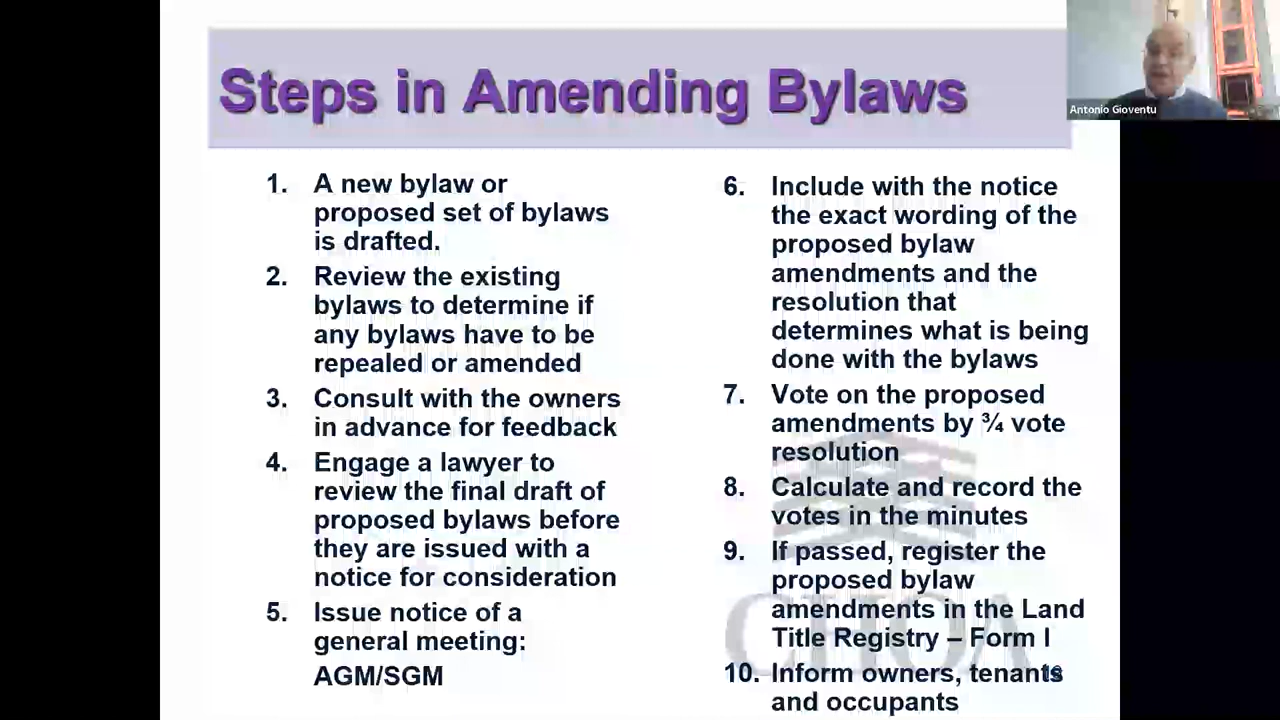 Steps in Amending Bylaws
Antonio Gioventu
1. A new bylaw or
proposed set of bylaws
is drafted.
2. Review the existing
bylaws to determine if
any bylaws have to be
repealed or amended
3. Consult with the owners
in advance for feedback
4. Engage a lawyer to
review the final draft of
proposed bylaws before
they are issued with a
notice for consideration
5. Issue notice of a
general meeting:
AGM/SGM
6. Include with the notice
the exact wording of the
proposed bylaw
amendments and the
resolution that
determines what is being
done with the bylaws
7. Vote on the proposed
amendments by ¾ vote
resolution
8. Calculate and record the
votes in the minutes
9. If passed, register the
proposed bylaw
amendments in the Land
Title Registry – Form I
10. Inform owners, tenants
and occupants
CHOA